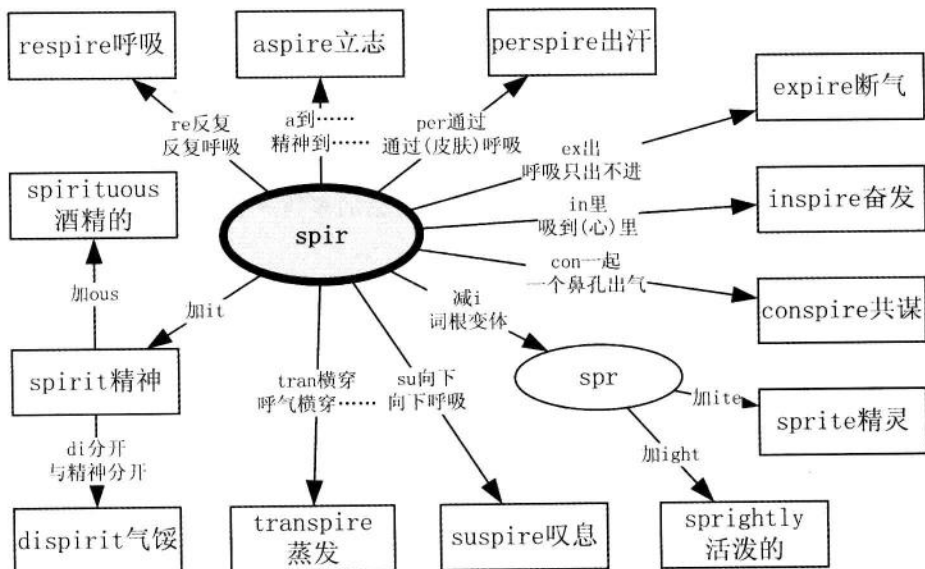 respire呼吸
aspire立志
perspire出汗
expire断气
re反复
反复呼吸
a到……
精神到……
per通过
通过(皮肤)呼吸
ex出
呼吸只出不进
spirituous
酒精的
spir
in里
吸到(心)里
inspire奋发
con一起
一个鼻孔出气
conspire共谋
加ous
加it
减i
词根变体
spirit精神
tran横穿
呼气横穿……
su向下
向下呼吸
spr
加ite
sprite精灵
di分开
与精神分开
加ight
dispirit气馁
transpire
蒸发
suspire叹息
sprightly
活泼的